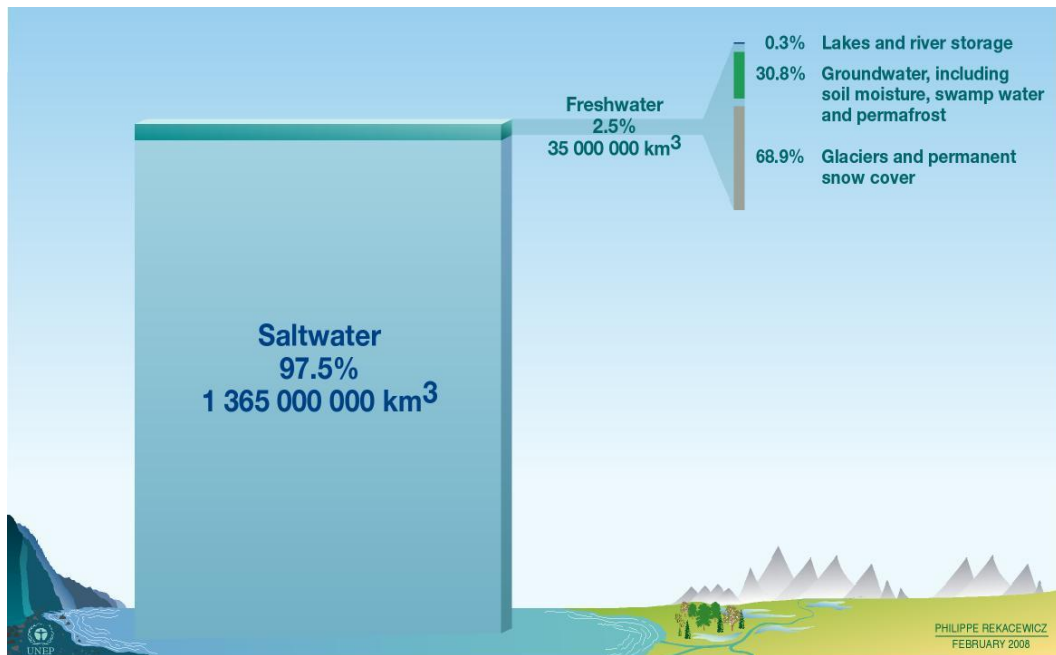 0.3% Lakes and river storage
30.8% Groundwater, including
soil moisture, swamp water
and permafrost
Freshwater
2.5%
35 000 000 km³
68.9% Glaciers and permanent
snow cover
Saltwater
97.5%
1 365 000 000 km³
UNEP
PHILIPPE REKACEWICZ
FEBRUARY 2008